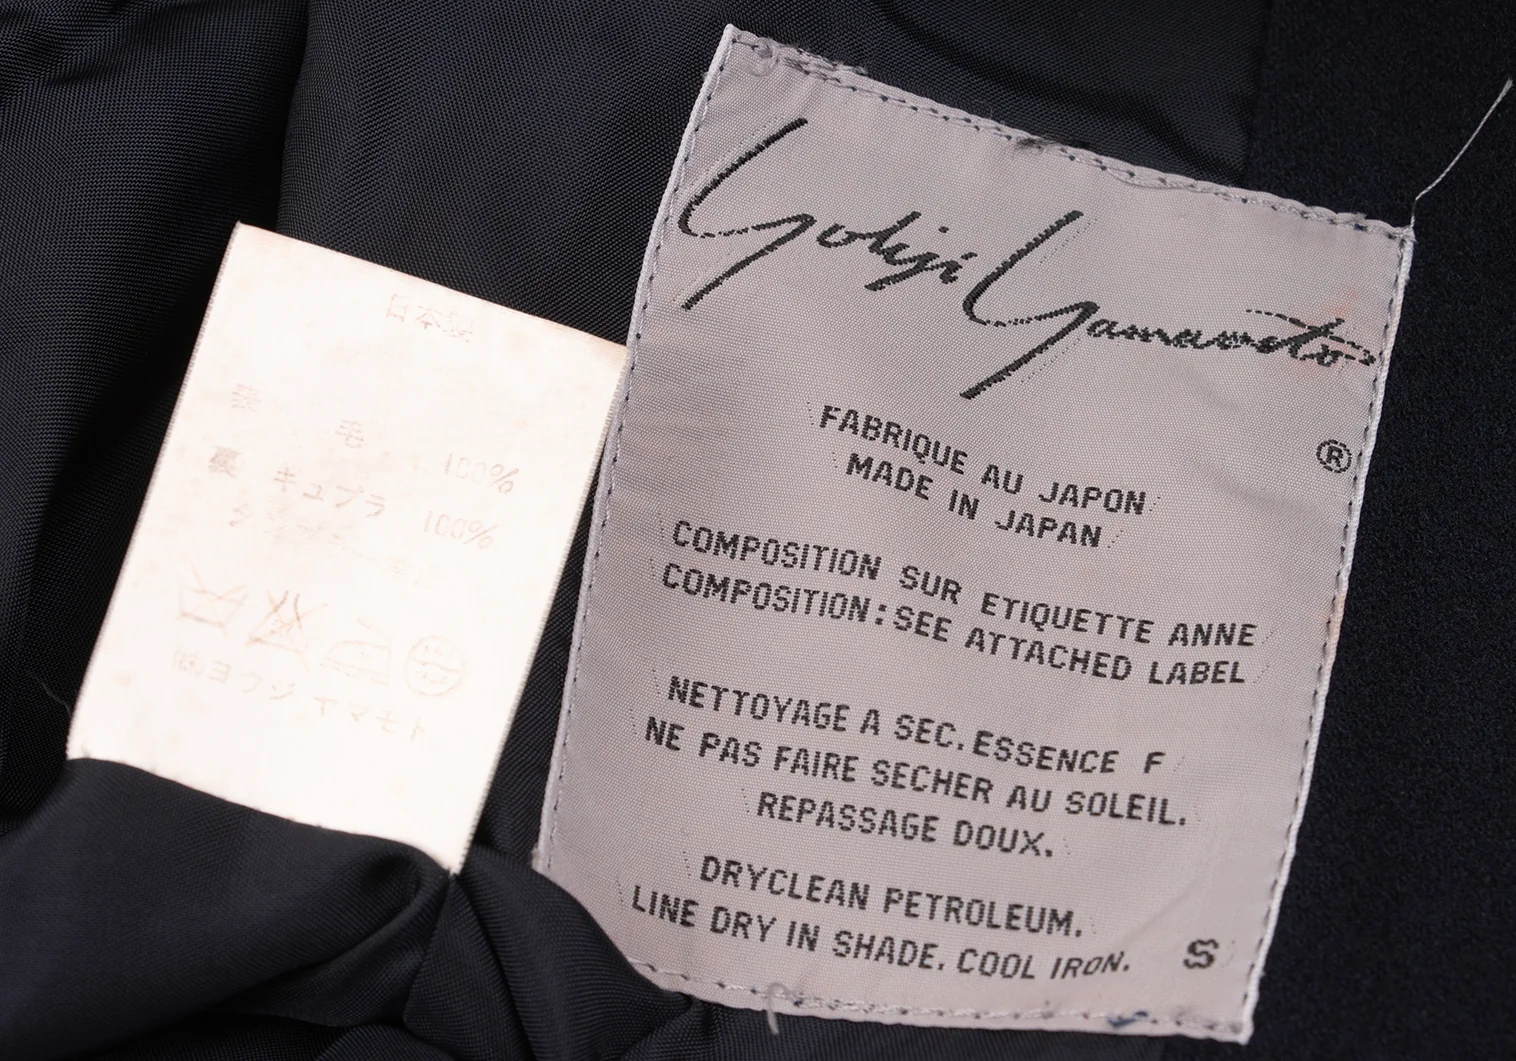 日本製
表 毛 100%
裏 キュプラ 100%
㈱ヨウジヤマモト
Yohji Yamamoto
®
FABRIQUE AU JAPON
MADE IN JAPAN
COMPOSITION SUR ETIQUETTE ANNE
COMPOSITION:SEE ATTACHED LABEL
NETTOYAGE A SEC.ESSENCE F
NE PAS FAIRE SECHER AU SOLEIL.
REPASSAGE DOUX.
DRYCLEAN PETROLEUM.
LINE DRY IN SHADE. COOL IRON. S